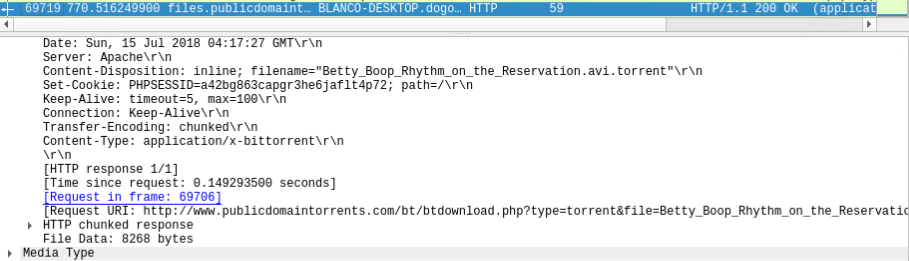 69719 770.516249900 files.publicdomaint… BLANCO-DESKTOP.dogo… HTTP 59 HTTP/1.1 200 OK (applicat
Date: Sun, 15 Jul 2018 04:17:27 GMT\r\n
Server: Apache\r\n
Content-Disposition: inline; filename="Betty_Boop_Rhythm_on_the_Reservation.avi.torrent"\r\n
Set-Cookie: PHPSESSID=a42bg863capgr3he6jaflt4p72; path=/\r\n
Keep-Alive: timeout=5, max=100\r\n
Connection: Keep-Alive\r\n
Transfer-Encoding: chunked\r\n
Content-Type: application/x-bittorrent\r\n
\r\n
[HTTP response 1/1]
[Time since request: 0.149293500 seconds]
[Request in frame: 69706]
[Request URI: http://www.publicdomaintorrents.com/bt/btdownload.php?type=torrent&file=Betty_Boop_Rhythm_on_the_Reservatio
HTTP chunked response
File Data: 8268 bytes
Media Type